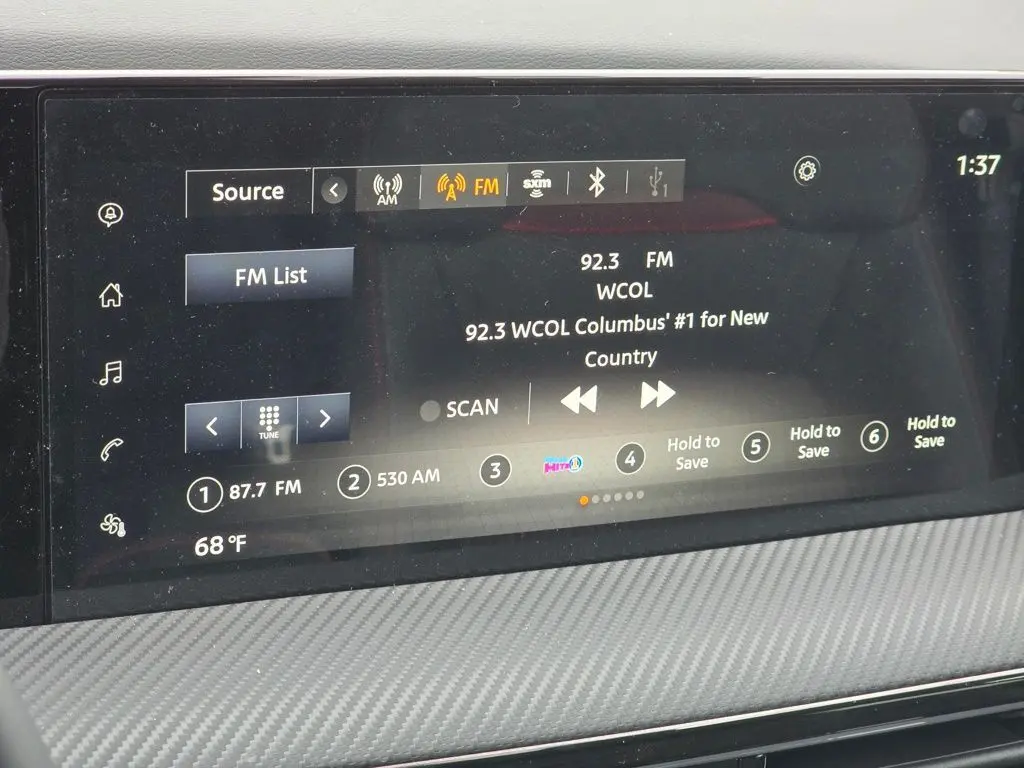 Source
AM
FM
sxm
1
1:37
FM List
92.3 FM
WCOL
92.3 WCOL Columbus' #1 for New
Country
TUNE
SCAN
1 87.7 FM
2 530 AM
3 HITS 1
4 Hold to
Save
5 Hold to
Save
6 Hold to
Save
68°F